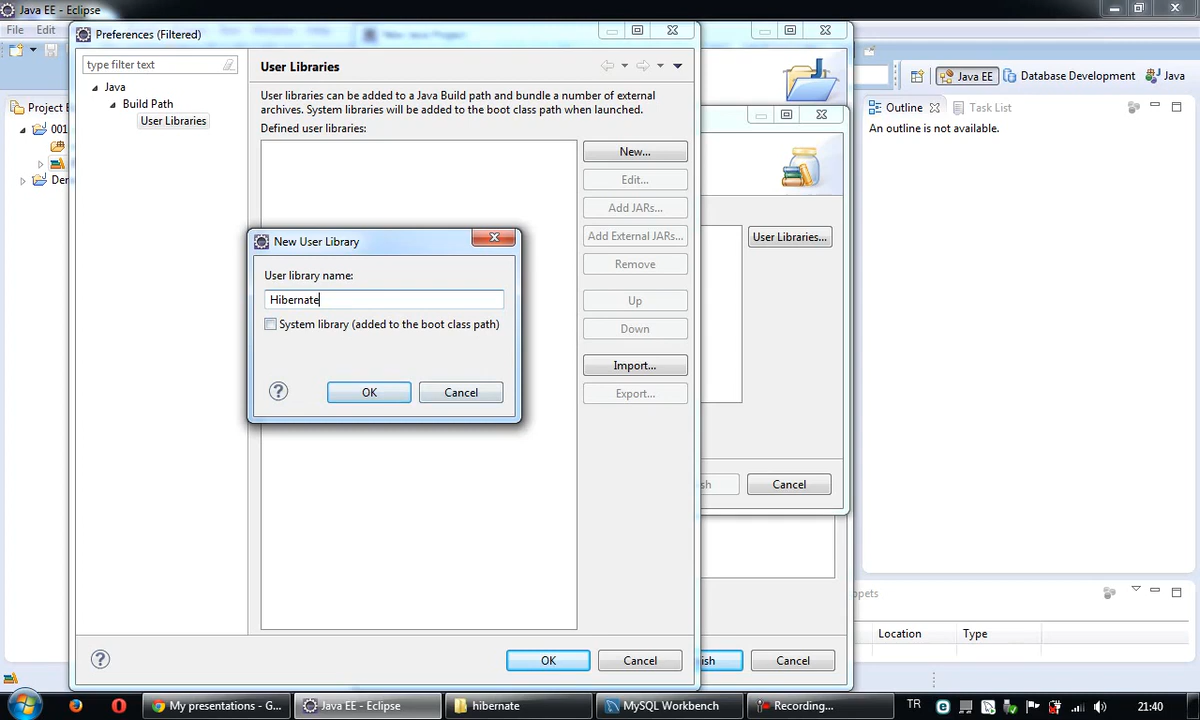 Java EE - Eclipse
File Edit
Preferences (Filtered)
type filter text
Java
Build Path
User Libraries
User Libraries
User libraries can be added to a Java Build path and bundle a number of external
archives. System libraries will be added to the boot class path when launched.
Defined user libraries:
New...
Edit...
Add JARs...
Add External JARs...
Remove
Up
Down
Import...
Export...
New User Library
User library name:
Hibernate
System library (added to the boot class path)
OK Cancel
OK Cancel
User Libraries...
Cancel
Cancel
Project
001
Java EE Database Development Java
Outline Task List
An outline is not available.
Location Type
My presentations - G...
Java EE - Eclipse
hibernate
MySQL Workbench
Recording...
TR
21:40